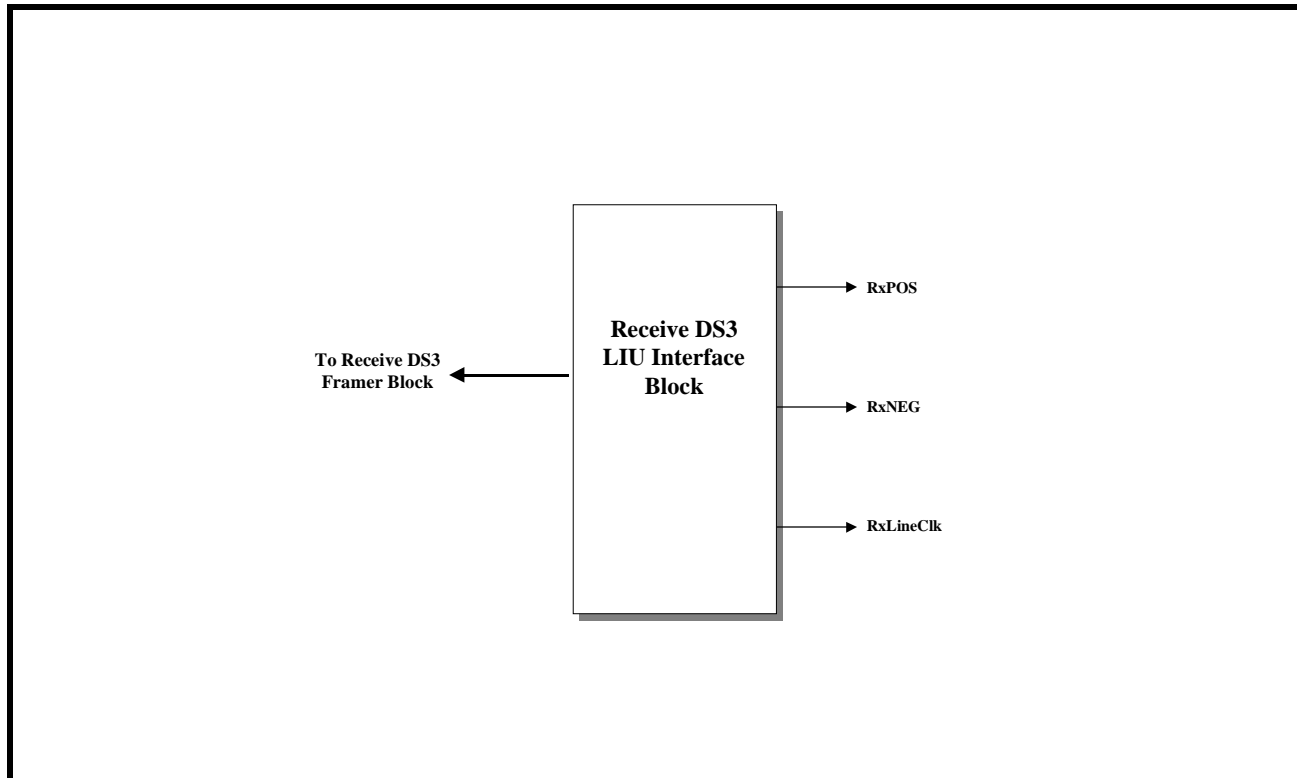 RxPOS
Receive DS3
LIU Interface
Block
To Receive DS3
Framer Block
RxNEG
RxLineClk